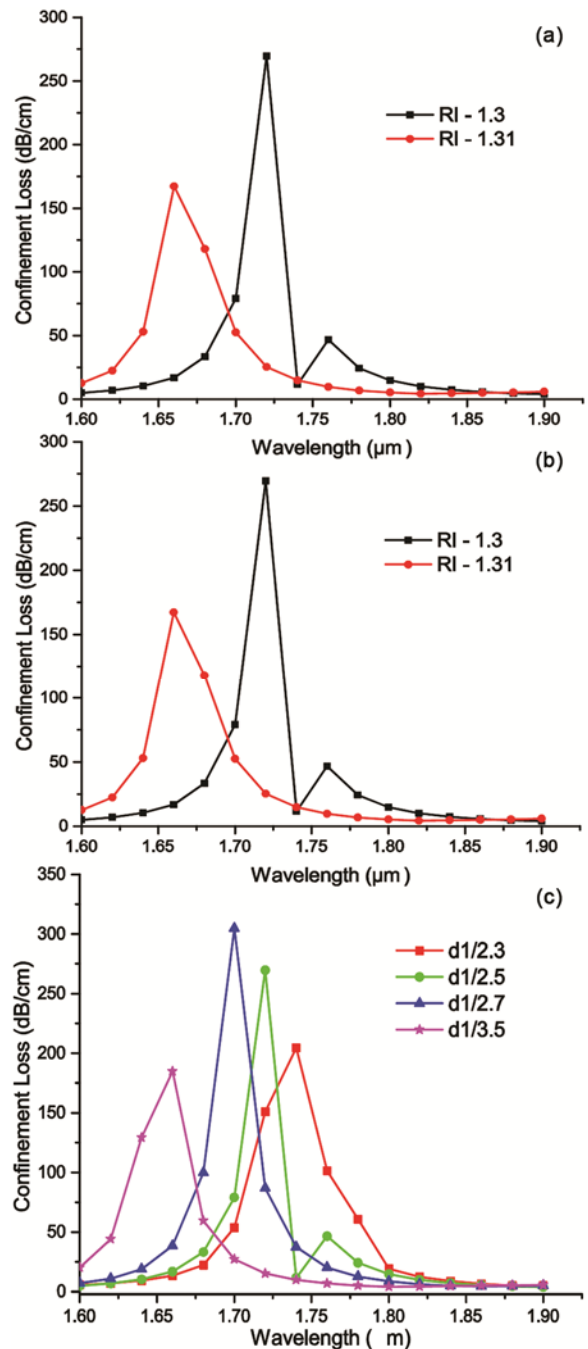 300
(a)
250
200
150
100
50
0
Confinement Loss (dB/cm)
RI - 1.3
RI - 1.31
1.60 1.65 1.70 1.75 1.80 1.85 1.90
Wavelength (µm)
300
(b)
250
200
150
100
50
0
Confinement Loss (dB/cm)
RI - 1.3
RI - 1.31
1.60 1.65 1.70 1.75 1.80 1.85 1.90
Wavelength (µm)
350
(c)
300
250
200
150
100
50
0
Confinement Loss (dB/cm)
d1/2.3
d1/2.5
d1/2.7
d1/3.5
1.60 1.65 1.70 1.75 1.80 1.85 1.90
Wavelength ( m)